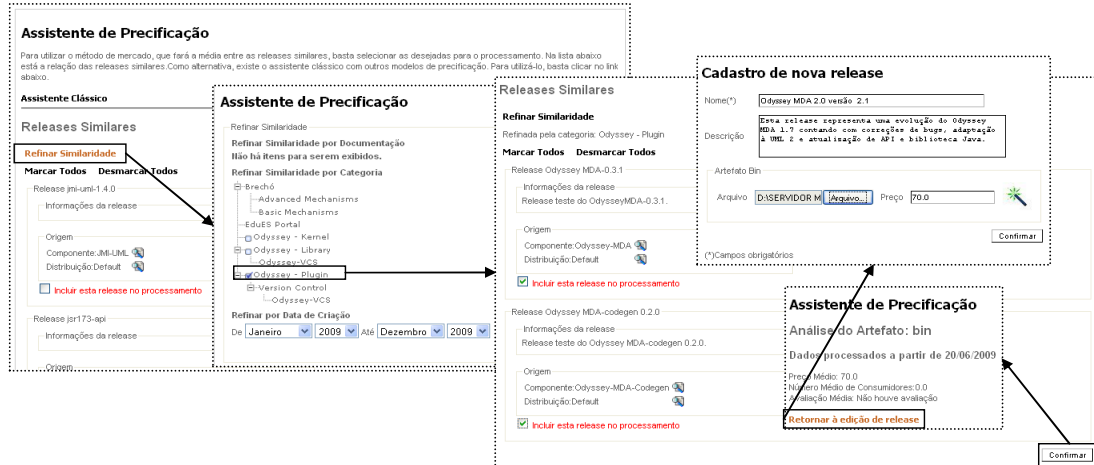 Assistente de Precificação
Para utilizar o método de mercado, que fará a média entre as releases similares, basta selecionar as desejadas para o processamento. Na lista abaixo
está a relação das releases similares.Como alternativa, existe o assistente clássico com outros modelos de precificação. Para utilizá-lo, basta clicar no link
abaixo.
Assistente Clássico
Releases Similares
Refinar Similaridade
Marcar Todos Desmarcar Todos
Release jmi-uml-1.4.0
Informações da release
Origem
Componente:JMI-UML
Distribuição:Default
Incluir esta release no processamento
Release jsr173-api
Informações da release
Origem
Assistente de Precificação
Refinar Similaridade
Refinar Similaridade por Documentação
Não há itens para serem exibidos.
Refinar Similaridade por Categoria
Brechó
Advanced Mechanisms
Basic Mechanisms
EduES Portal
Odyssey - Kernel
Odyssey - Library
Odyssey-VCS
Odyssey - Plugin
Version Control
Odyssey-VCS
Refinar por Data de Criação
De Janeiro 2009 Até Dezembro 2009
Releases Similares
Refinar Similaridade
Refinada pela categoria: Odyssey - Plugin
Marcar Todos Desmarcar Todos
Release Odyssey MDA-0.3.1
Informações da release
Release teste do OdysseyMDA-0.3.1.
Origem
Componente:Odyssey-MDA
Distribuição:Default
Incluir esta release no processamento
Release Odyssey MDA-codegen 0.2.0
Informações da release
Release teste do Odyssey MDA-codegen 0.2.0.
Origem
Componente:Odyssey-MDA-Codegen
Distribuição:Default
Incluir esta release no processamento
Confirmar
Assistente de Precificação
Análise do Artefato: bin
Dados processados a partir de 20/06/2009
Preço Médio: 70.0
Número Médio de Consumidores:0.0
Avaliação Média: Não houve avaliação
Retornar à edição de release
Cadastro de nova release
Nome(*) Odyssey MDA 2.0 versão 2.1
Descrição
Esta release representa uma evolução do Odyssey
MDA 1.7 contando com correções de bugs, adaptação
à UML 2 e atualização de API e biblioteca Java.
Artefato Bin
Arquivo D:\SERVIDOR M Arquivo... Preço 70.0
Confirmar
(*)Campos obrigatórios